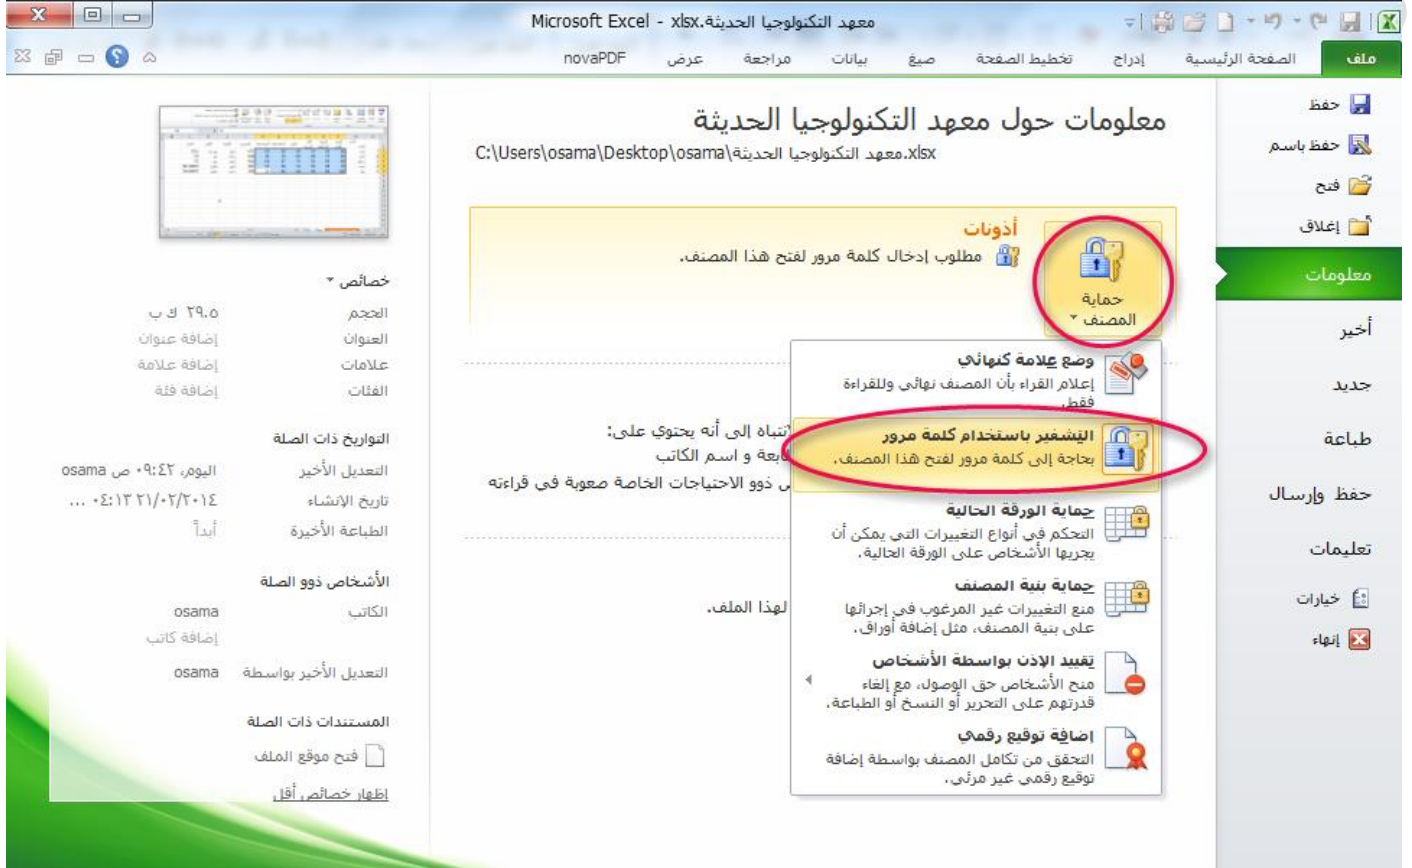 معهد التكنولوجيا الحديثة.xlsx - Microsoft Excel
ملف الصفحة الرئيسية إدراج تخطيط الصفحة صيغ بيانات مراجعة عرض novaPDF
حفظ
حفظ باسم
فتح
إغلاق
معلومات
أخير
جديد
طباعة
حفظ وإرسال
تعليمات
خيارات
إنهاء
معلومات حول معهد التكنولوجيا الحديثة
C:\Users\osama\Desktop\osama\معهد التكنولوجيا الحديثة.xlsx
حماية
المصنف
أذونات
مطلوب إدخال كلمة مرور لفتح هذا المصنف.
وضع علامة كنهائي
إعلام القراء بأن المصنف نهائي وللقراءة
فقط.
التشفير باستخدام كلمة مرور
بحاجة إلى كلمة مرور لفتح هذا المصنف.
حماية الورقة الحالية
التحكم في أنواع التغييرات التي يمكن أن
يجريها الأشخاص على الورقة الحالية.
حماية بنية المصنف
منع التغييرات غير المرغوب في إجرائها
على بنية المصنف، مثل إضافة أوراق.
تقييد الإذن بواسطة الأشخاص
منح الأشخاص حق الوصول، مع إلغاء
قدرتهم على التحرير أو النسخ أو الطباعة.
إضافة توقيع رقمي
التحقق من تكامل المصنف بواسطة إضافة
توقيع رقمي غير مرئي.
لانتباه إلى أنه يحتوي على:
ابعة و اسم الكاتب
ص ذوو الاحتياجات الخاصة صعوبة في قراءته
لهذا الملف.
خصائص
الحجم ٢٩.٥ ك ب
العنوان إضافة عنوان
علامات إضافة علامة
الفئات إضافة فئة
التواريخ ذات الصلة
التعديل الأخير اليوم، ٠٩:٤٢ ص osama
تاريخ الإنشاء ٢١/٠٢/٢٠١٤ ٠٤:١٣ ...
الطباعة الأخيرة أبداً
الأشخاص ذوو الصلة
الكاتب osama
إضافة كاتب
التعديل الأخير بواسطة osama
المستندات ذات الصلة
فتح موقع الملف
إظهار خصائص أقل